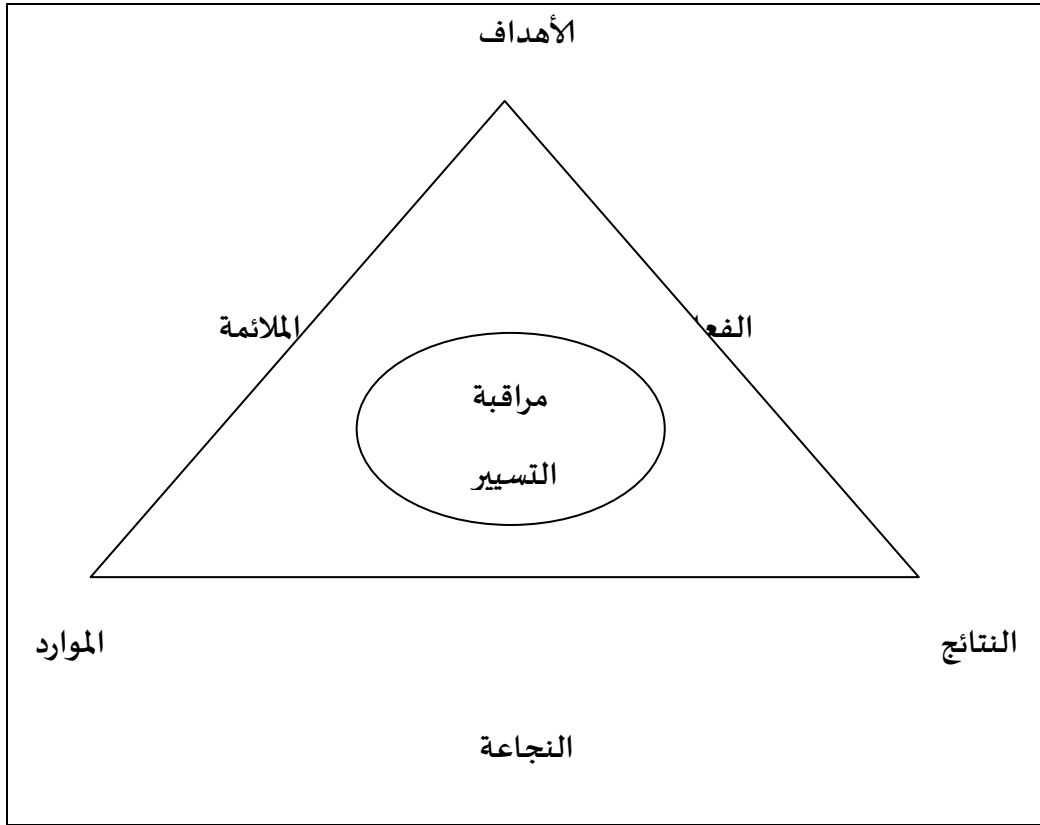 الأهداف
الملائمة
مراقبة
التسيير
الموارد
النتائج
النجاعة